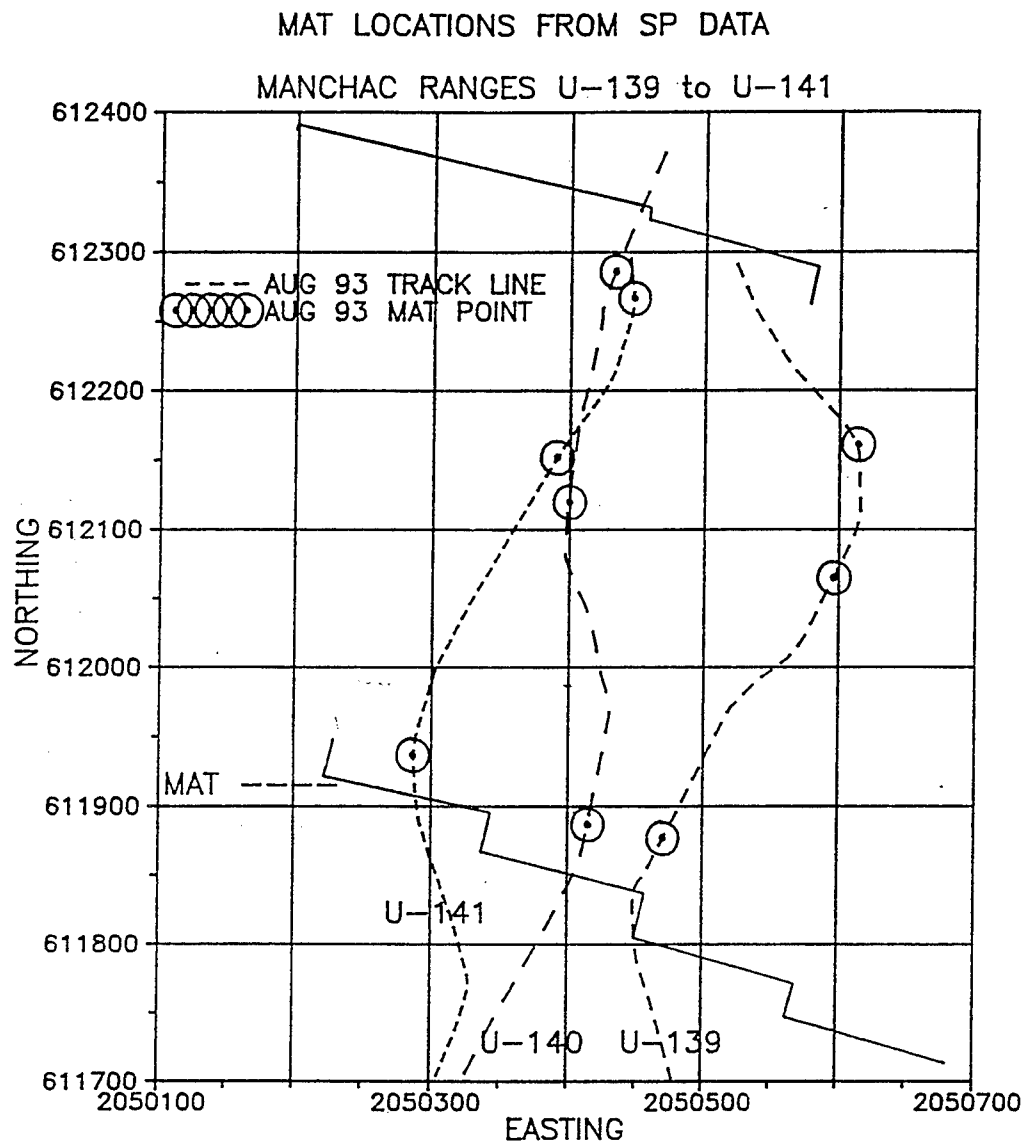 MAT LOCATIONS FROM SP DATA
MANCHAC RANGES U-139 to U-141
612400
612300
AUG 93 TRACK LINE
AUG 93 MAT POINT
612200
612100
NORTHING
612000
MAT
611900
U-141
611800
U-140 U-139
611700
2050100 2050300 2050500 2050700
EASTING